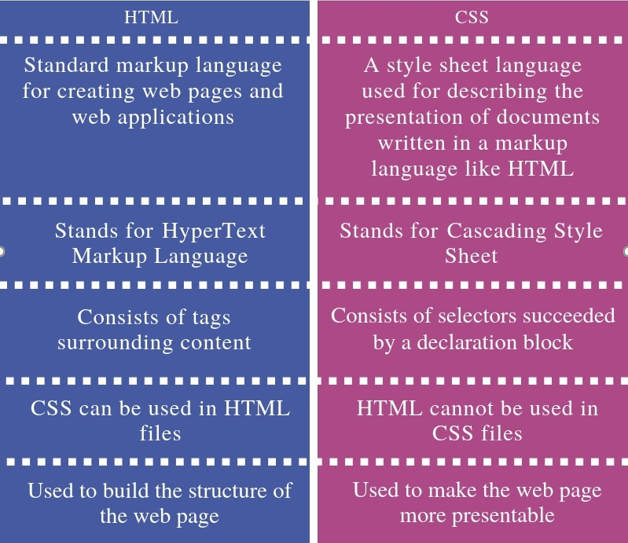 HTML
Standard markup language
for creating web pages and
web applications
Stands for HyperText
Markup Language
Consists of tags
surrounding content
CSS can be used in HTML
files
Used to build the structure of
the web page
CSS
A style sheet language
used for describing the
presentation of documents
written in a markup
language like HTML
Stands for Cascading Style
Sheet
Consists of selectors succeeded
by a declaration block
HTML cannot be used in
CSS files
Used to make the web page
more presentable